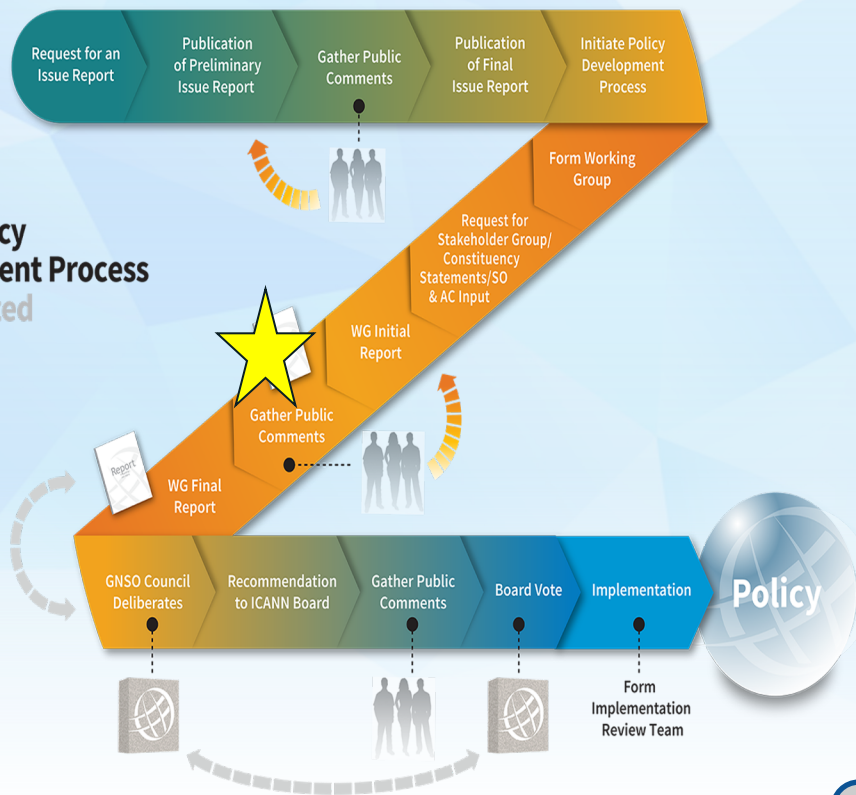 Request for an
Issue Report
Publication
of Preliminary
Issue Report
Gather Public
Comments
Publication
of Final
Issue Report
Initiate Policy
Development
Process
Form Working
Group
Request for
Stakeholder Group/
Constituency
Statements/SO
& AC Input
cy
ent Process
ed
WG Initial
Report
Gather Public
Comments
Report
WG Final
Report
GNSO Council
Deliberates
Recommendation
to ICANN Board
Gather Public
Comments
Board Vote
Implementation
Policy
Form
Implementation
Review Team